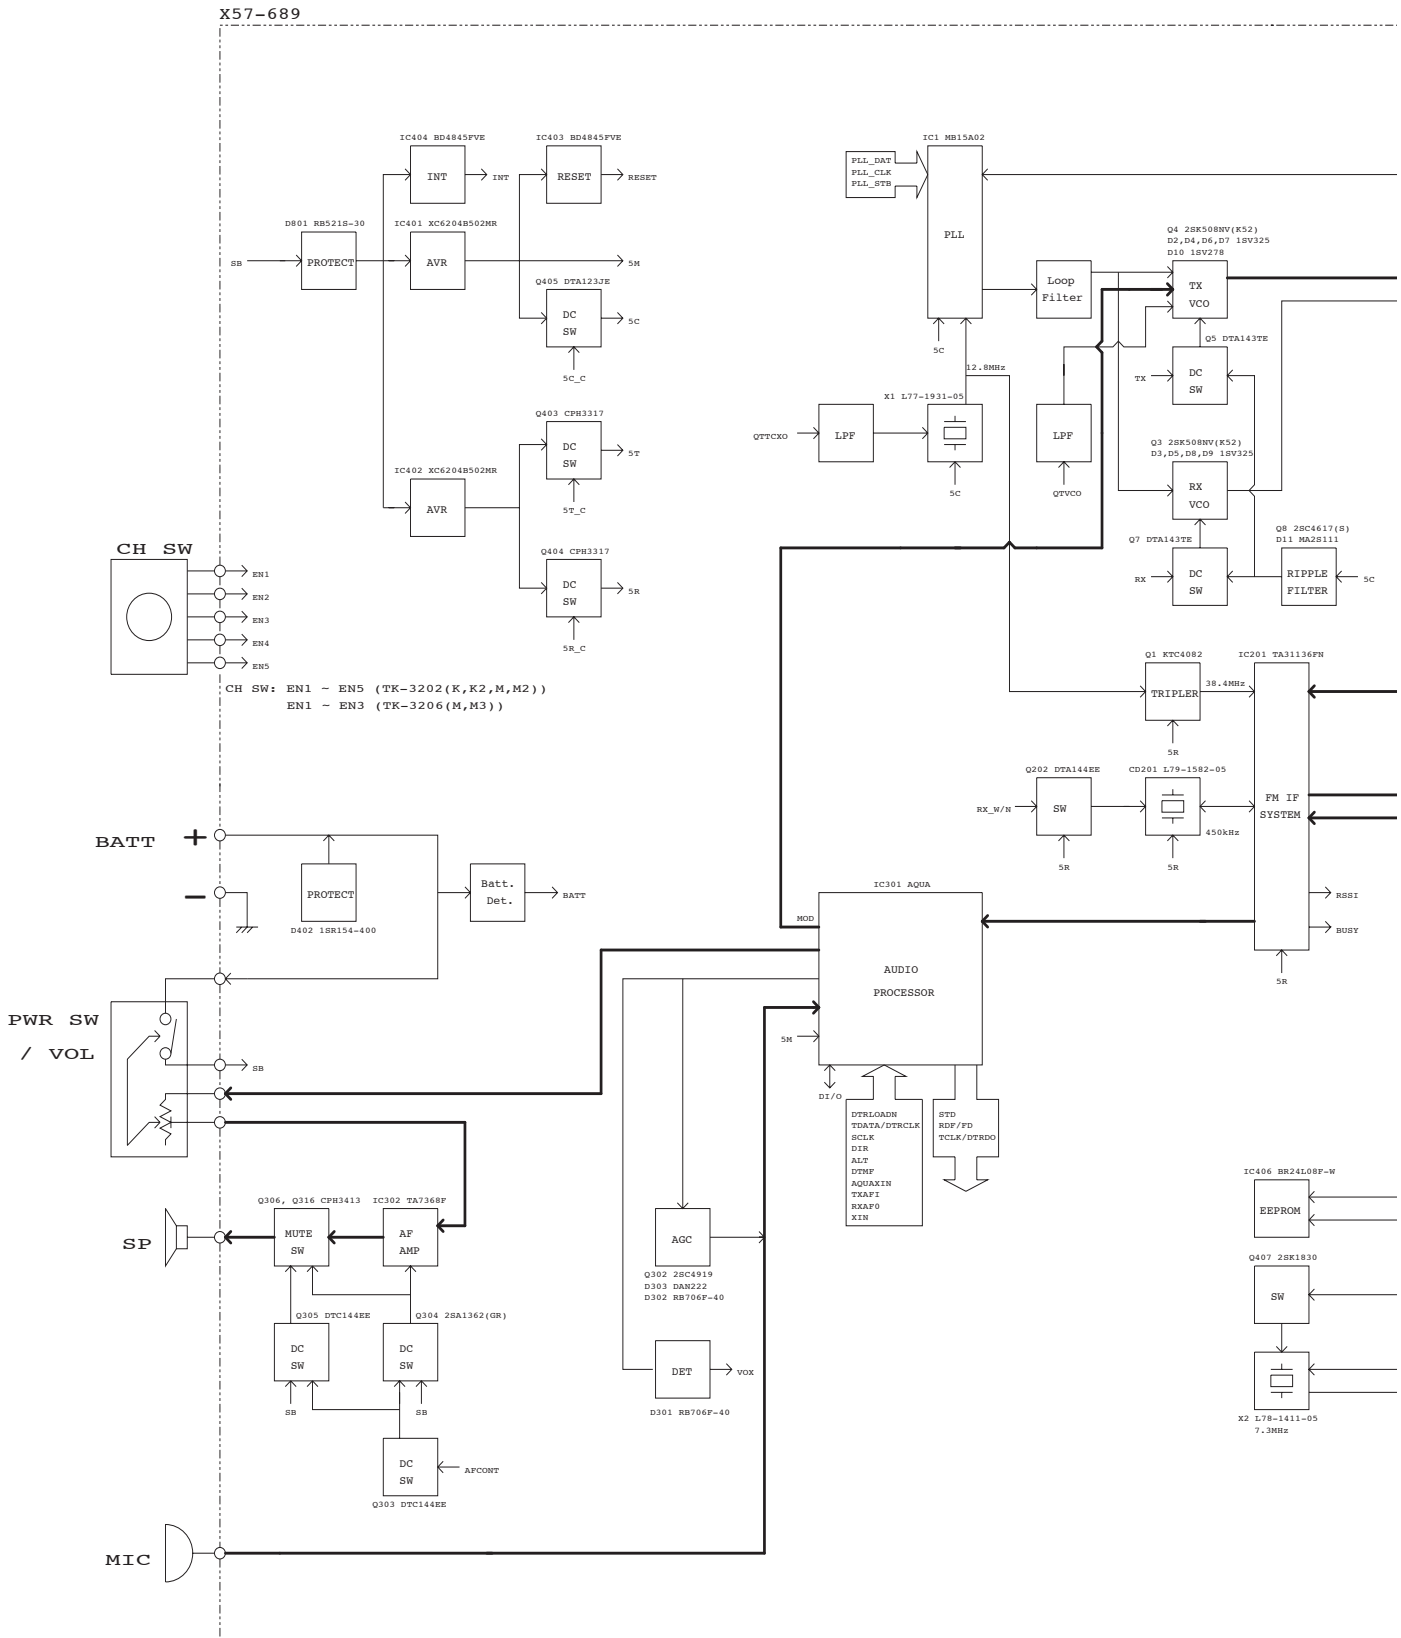 X57-689
IC404 BD4845FVE
INT
INT
IC403 BD4845FVE
RESET
RESET
D801 RB521S-30
SB
PROTECT
IC401 XC6204B502MR
AVR
5M
Q405 DTA123JE
DC
SW
5C
5C_C
Q403 CPH3317
DC
SW
5T
5T_C
IC402 XC6204B502MR
AVR
Q404 CPH3317
DC
SW
5R
5R_C
CH SW
EN1
EN2
EN3
EN4
EN5
CH SW: EN1 ~ EN5 (TK-3202(K,K2,M,M2))
EN1 ~ EN3 (TK-3206(M,M3))
IC1 MB15A02
PLL_DAT
PLL_CLK
PLL_STB
PLL
5C
12.8MHz
Loop
Filter
Q4 2SK508NV(K52)
D2,D4,D6,D7 1SV325
D10 1SV278
TX
VCO
Q5 DTA143TE
TX
DC
SW
X1 L77-1931-05
QTTCXO
LPF
5C
LPF
QTVCO
Q3 2SK508NV(K52)
D3,D5,D8,D9 1SV325
RX
VCO
Q7 DTA143TE
RX
DC
SW
Q8 2SC4617(S)
D11 MA2S111
RIPPLE
FILTER
5C
Q1 KTC4082
TRIPLER
38.4MHz
5R
IC201 TA31136FN
FM IF
SYSTEM
RSSI
BUSY
5R
Q202 DTA144EE
RX_W/N
SW
5R
CD201 L79-1582-05
450kHz
5R
BATT
+
−
PROTECT
D402 1SR154-400
Batt.
Det.
BATT
PWR SW
/ VOL
SB
IC301 AQUA
MOD
AUDIO
PROCESSOR
5M
DI/O
DTRLOADN
TDATA/DTRCLK
SCLK
DIR
ALT
DTMF
AQUAXIN
TXAFI
RXAFO
XIN
STD
RDF/FD
TCLK/DTRDO
SP
Q306, Q316 CPH3413
MUTE
SW
IC302 TA7368F
AF
AMP
Q305 DTC144EE
DC
SW
SB
Q304 2SA1362(GR)
DC
SW
SB
DC
SW
AFCONT
Q303 DTC144EE
AGC
Q302 2SC4919
D303 DAN222
D302 RB706F-40
DET
VOX
D301 RB706F-40
IC406 BR24L08F-W
EEPROM
Q407 2SK1830
SW
X2 L78-1411-05
7.3MHz
MIC